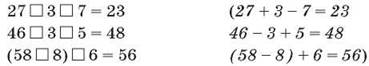 27 □ 3 □ 7 = 23 (27 + 3 − 7 = 23
46 □ 3 □ 5 = 48 46 − 3 + 5 = 48
(58 □ 8) □ 6 = 56 (58 − 8) + 6 = 56)